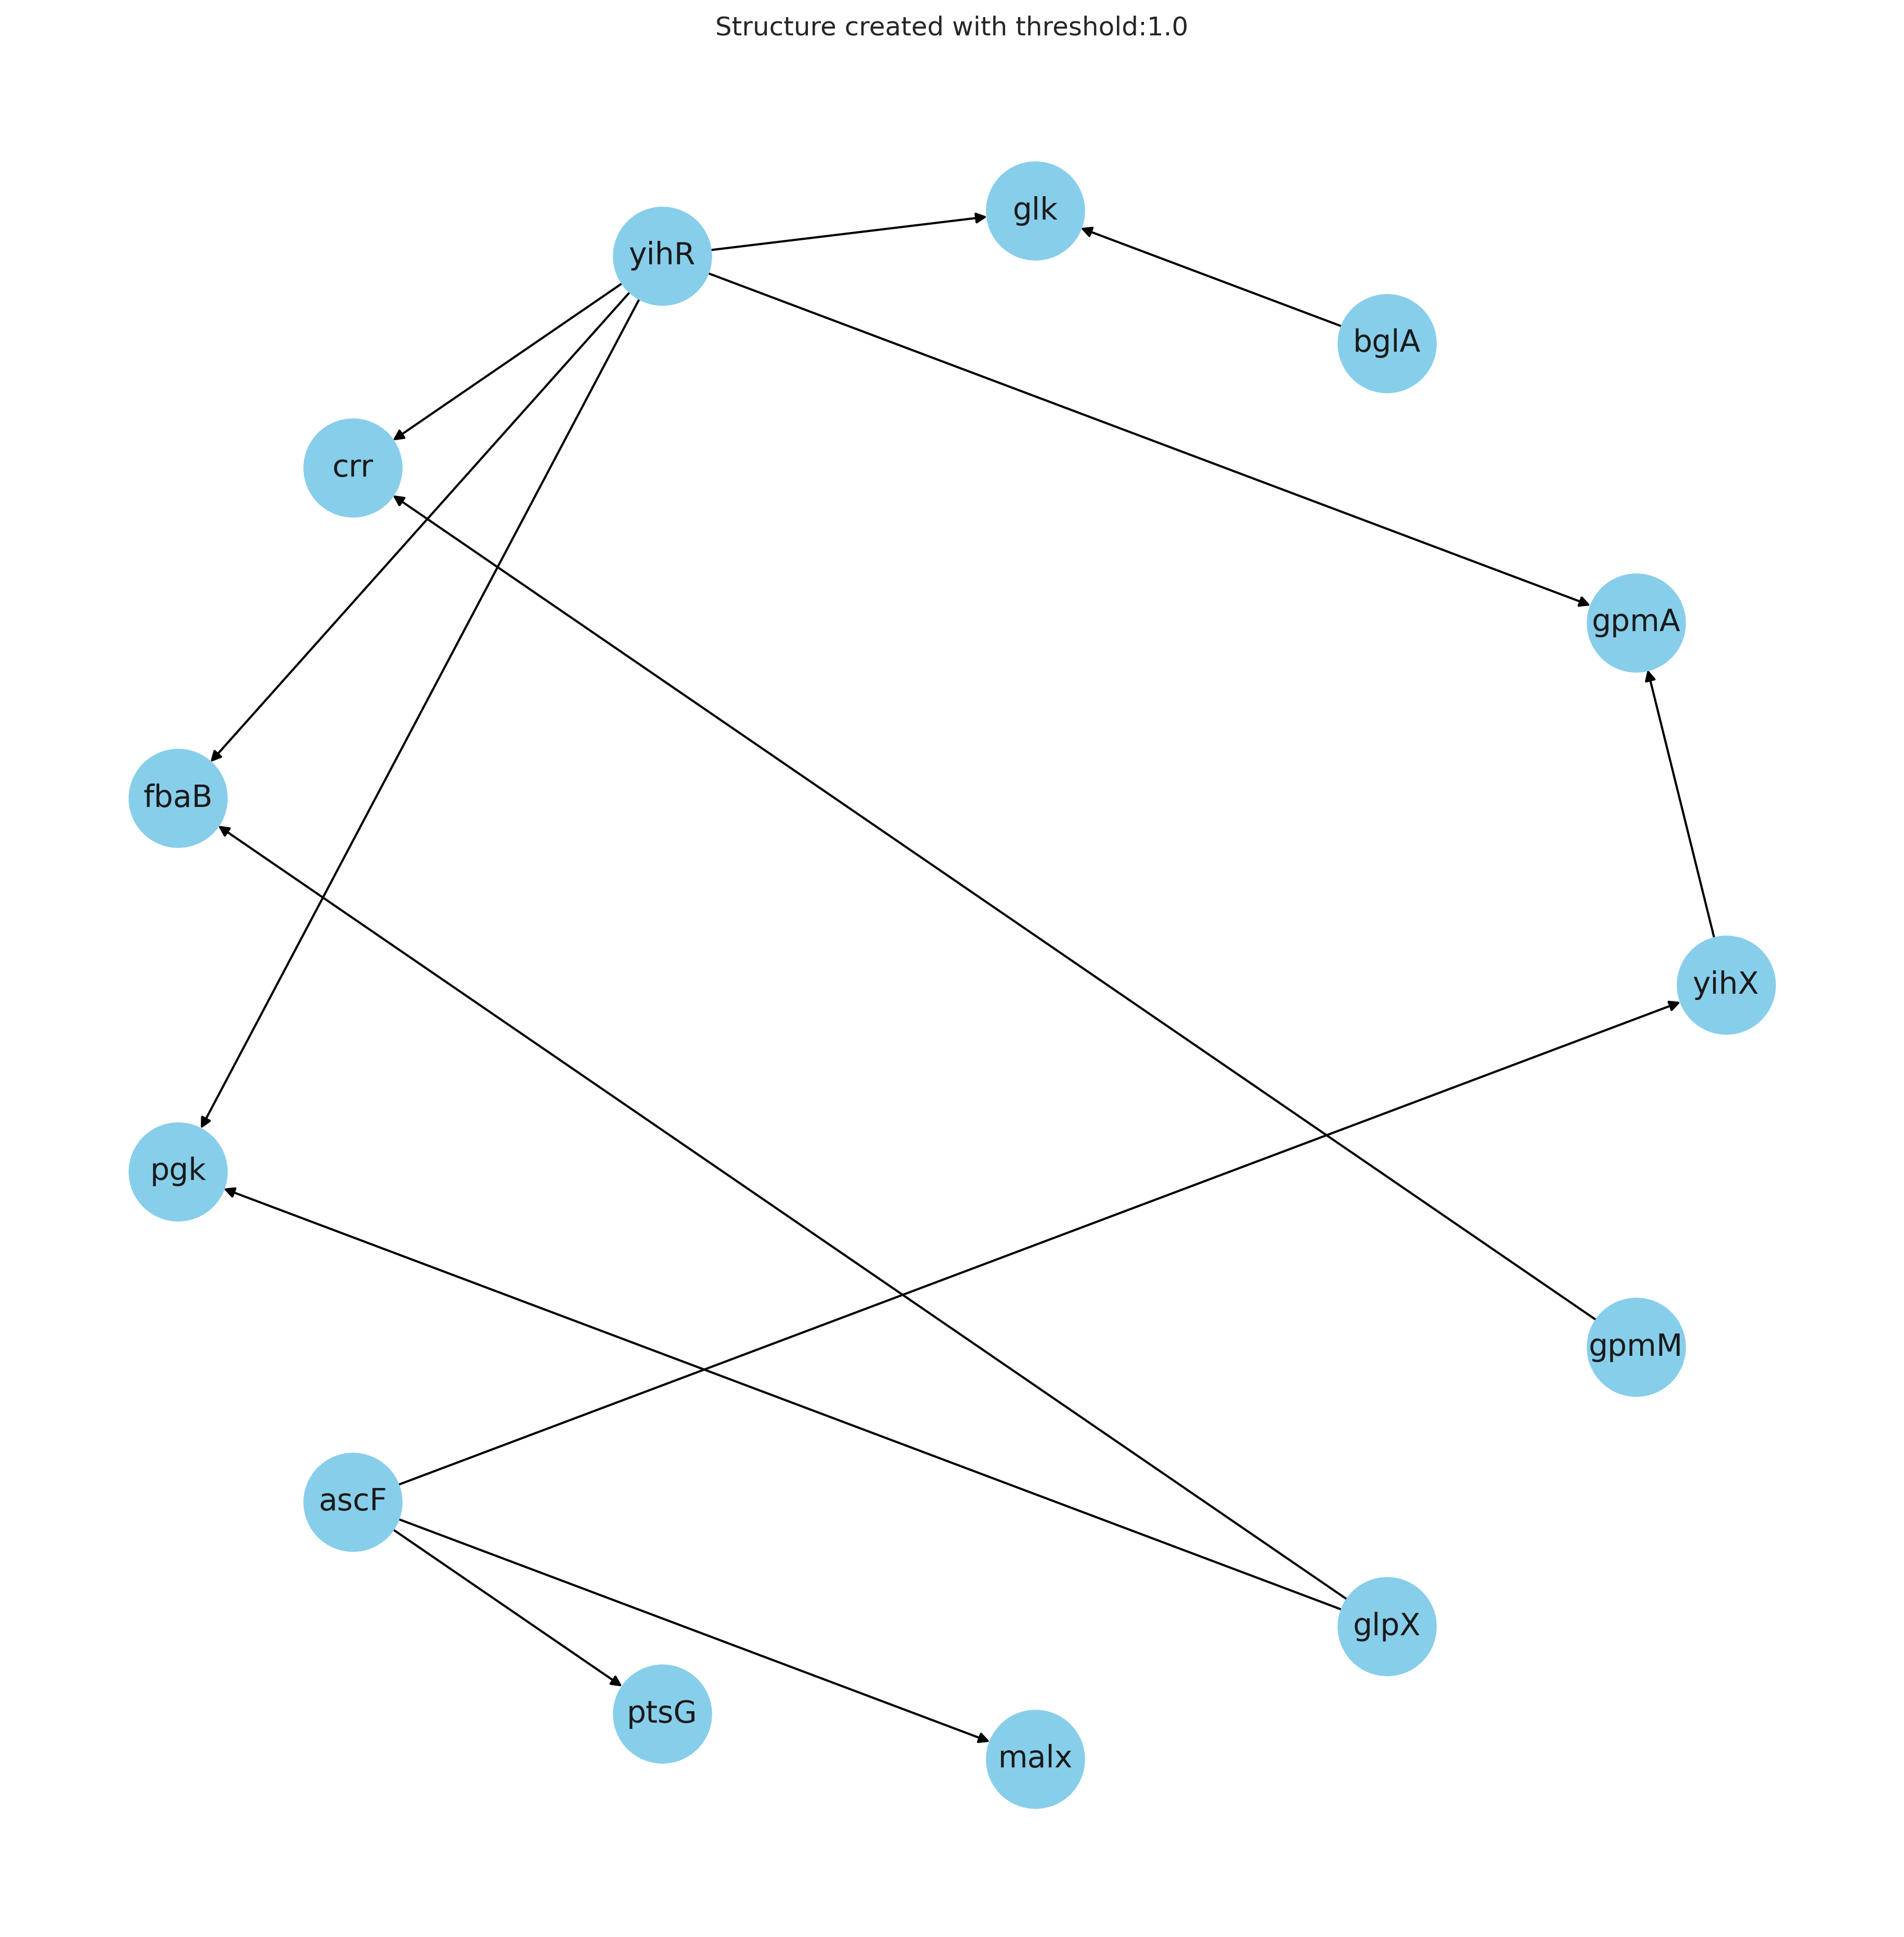 Structure created with threshold:1.0
glk
yihR
bglA
crr
gpmA
fbaB
yihX
pgk
gpmM
ascF
glpX
ptsG
malx